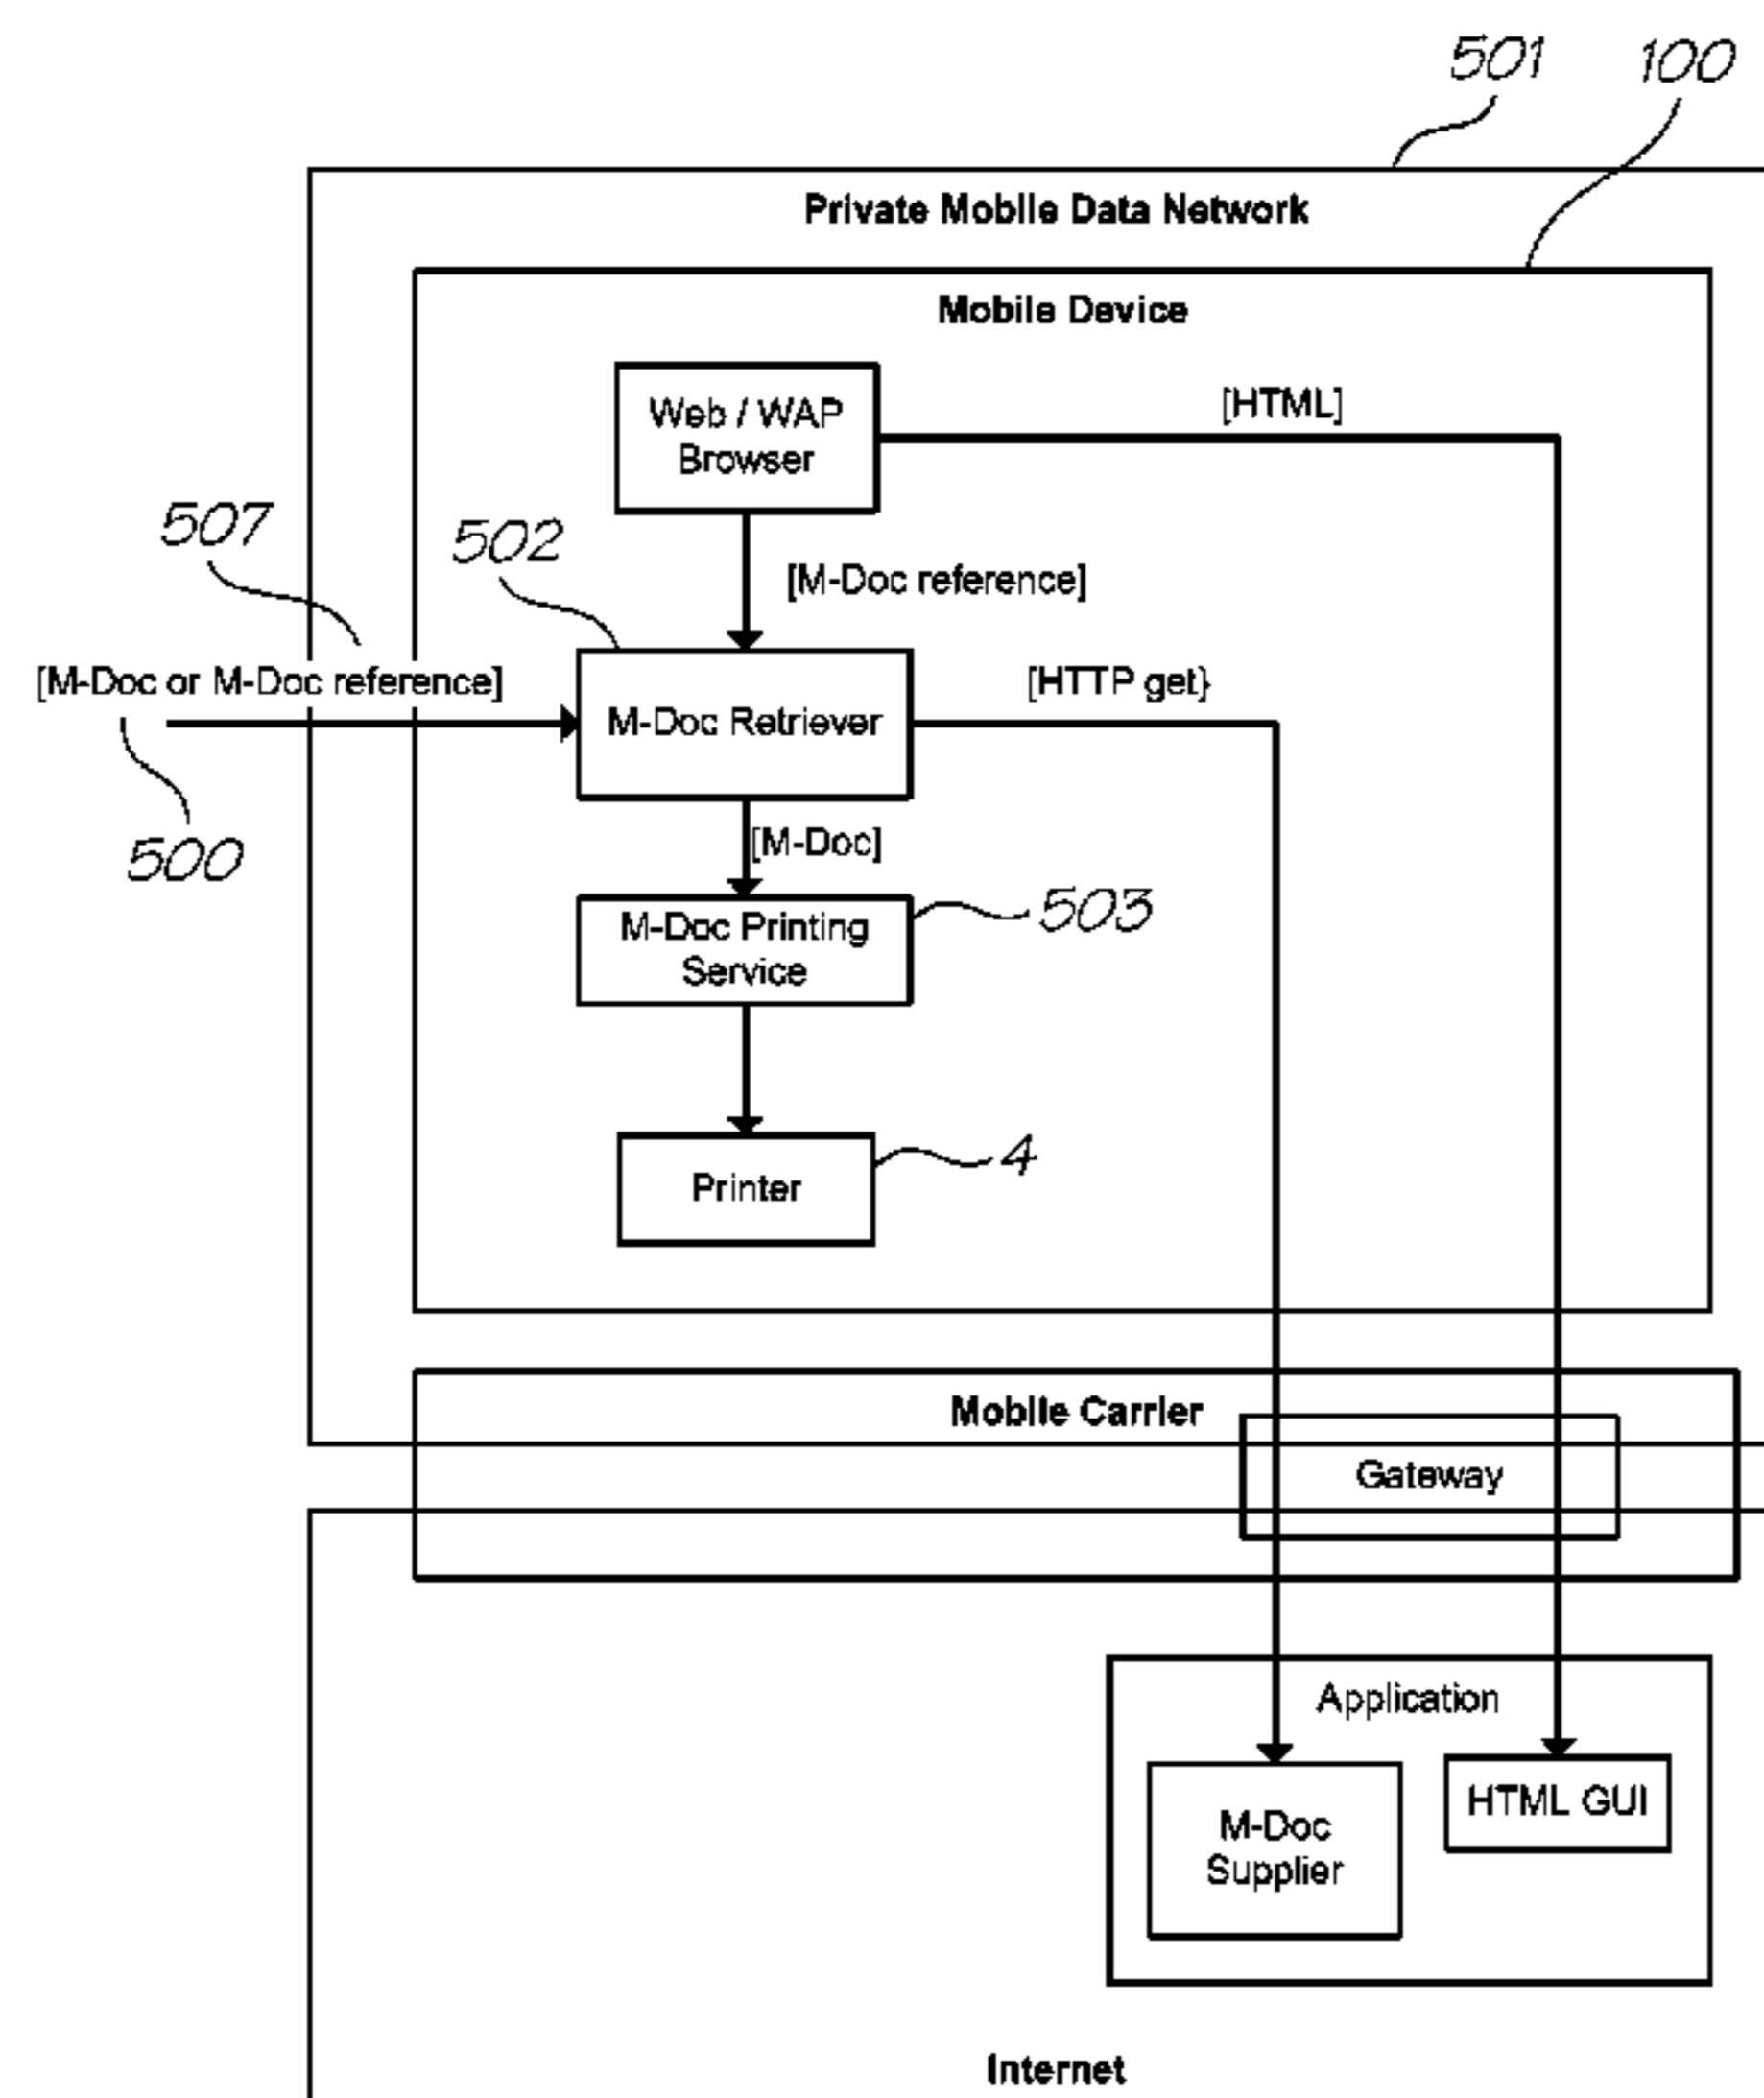 501
100
Private Mobile Data Network
Mobile Device
Web / WAP
Browser
[HTML]
507
502
[M-Doc reference]
[M-Doc or M-Doc reference]
M-Doc Retriever
[HTTP get}
500
[M-Doc]
M-Doc Printing
Service
503
Printer
4
Mobile Carrier
Gateway
Application
M-Doc
Supplier
HTML GUI
Internet